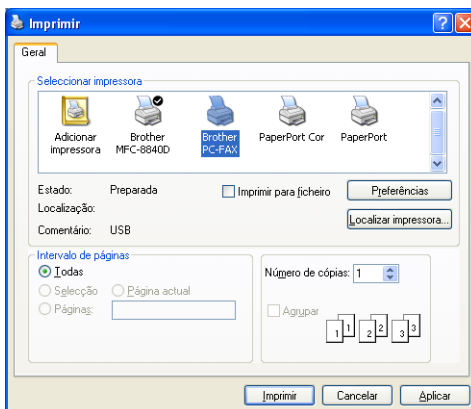 Imprimir
Geral
Seleccionar impressora
Adicionar impressora
Brother MFC-8840D
Brother PC-FAX
PaperPort Cor
PaperPort
Estado: Preparada
Imprimir para ficheiro
Preferências
Localização:
Localizar impressora...
Comentário: USB
Intervalo de páginas
Todas
Selecção
Página actual
Páginas:
Número de cópias: 1
Agrupar
1 1 2 2 3 3
Imprimir
Cancelar
Aplicar